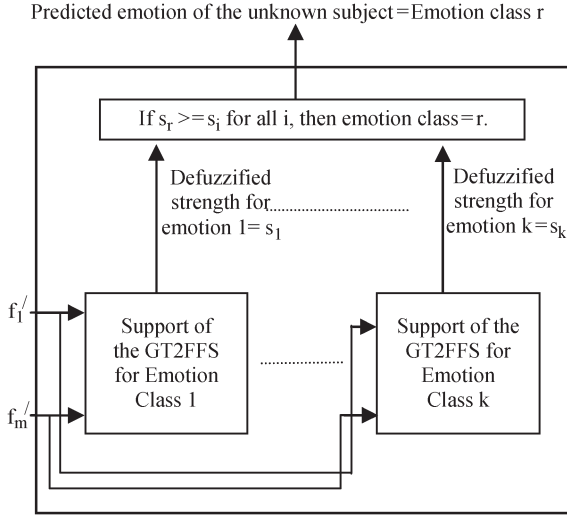 Predicted emotion of the unknown subject=Emotion class r
If s_r >=s_i for all i, then emotion class=r.
Defuzzified
strength for
emotion 1= s_1
Defuzzified
strength for
emotion k=s_k
f_1/
f_m/
Support of
the GT2FFS
for Emotion
Class 1
Support of the
GT2FFS for
Emotion
Class k